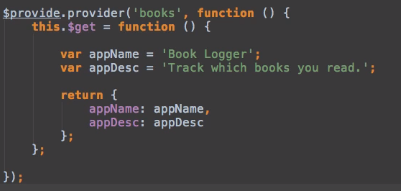 $provide.provider('books', function () {
    this.$get = function () {
        var appName = 'Book Logger';
        var appDesc = 'Track which books you read.';
        return {
            appName: appName,
            appDesc: appDesc
        };
    };
});